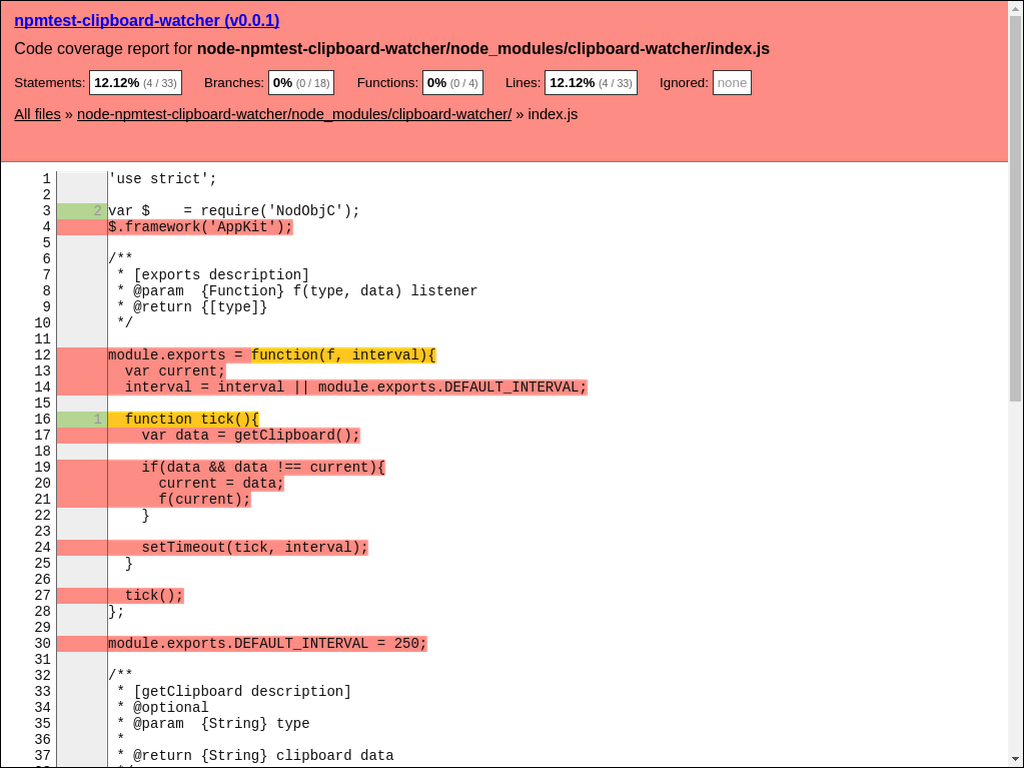 npmtest-clipboard-watcher (v0.0.1)
Code coverage report for node-npmtest-clipboard-watcher/node_modules/clipboard-watcher/index.js
Statements: 12.12% (4 / 33) Branches: 0% (0 / 18) Functions: 0% (0 / 4) Lines: 12.12% (4 / 33) Ignored: none
All files » node-npmtest-clipboard-watcher/node_modules/clipboard-watcher/ » index.js
1 'use strict';
2
3 2 var $    = require('NodObjC');
4 $.framework('AppKit');
5
6 /**
7  * [exports description]
8  * @param  {Function} f(type, data) listener
9  * @return {[type]}
10  */
11
12 module.exports = function(f, interval){
13   var current;
14   interval = interval || module.exports.DEFAULT_INTERVAL;
15
16 1   function tick(){
17     var data = getClipboard();
18
19     if(data && data !== current){
20       current = data;
21       f(current);
22     }
23
24     setTimeout(tick, interval);
25   }
26
27   tick();
28 };
29
30 module.exports.DEFAULT_INTERVAL = 250;
31
32 /**
33  * [getClipboard description]
34  * @optional
35  * @param  {String} type
36  *
37  * @return {String} clipboard data